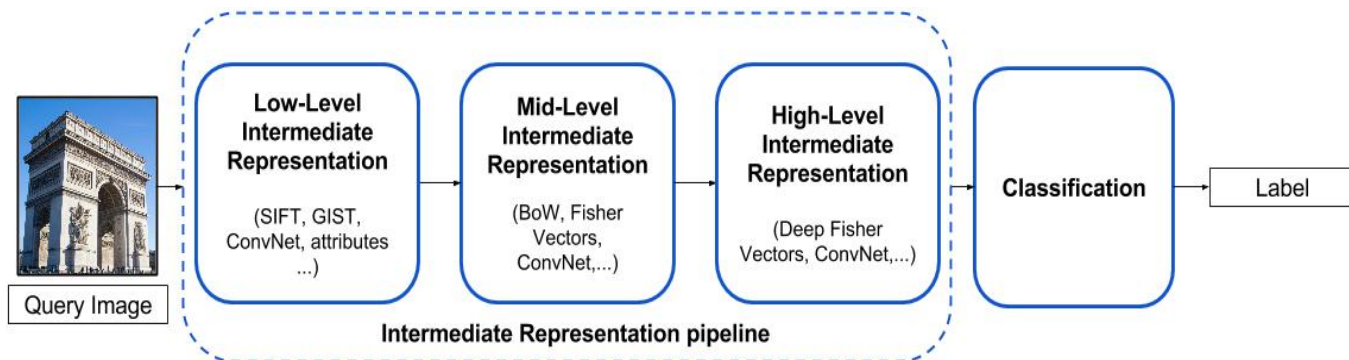 Query Image
Low-Level
Intermediate
Representation
(SIFT, GIST,
ConvNet, attributes
...)
Mid-Level
Intermediate
Representation
(BoW, Fisher
Vectors,
ConvNet,...)
High-Level
Intermediate
Representation
(Deep Fisher
Vectors, ConvNet,...)
Intermediate Representation pipeline
Classification
Label